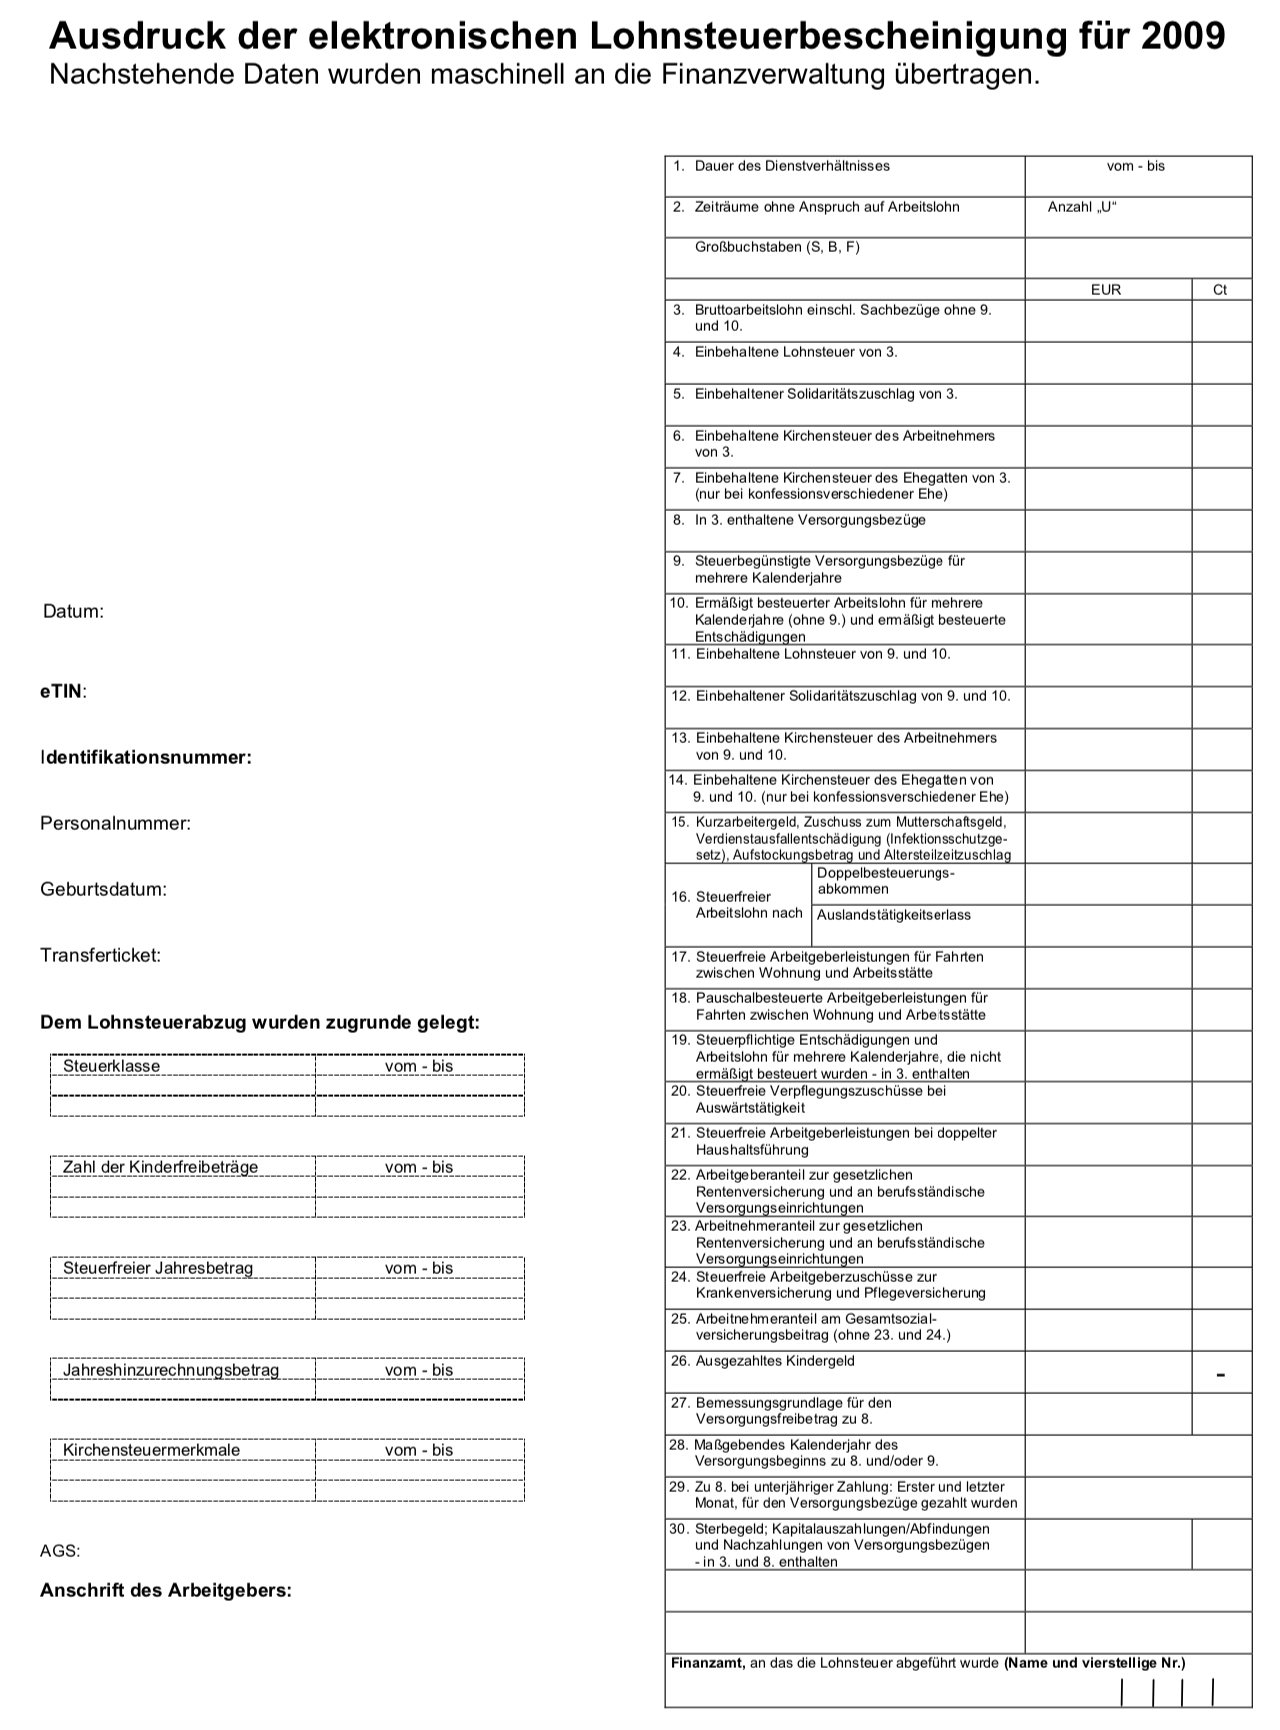 Ausdruck der elektronischen Lohnsteuerbescheinigung für 2009
Nachstehende Daten wurden maschinell an die Finanzverwaltung übertragen.
Datum:
eTIN:
Identifikationsnummer:
Personalnummer:
Geburtsdatum:
Transferticket:
Dem Lohnsteuerabzug wurden zugrunde gelegt:
Steuerklasse vom - bis
Zahl der Kinderfreibeträge vom - bis
Steuerfreier Jahresbetrag vom - bis
Jahreshinzurechnungsbetrag vom - bis
Kirchensteuermerkmale vom - bis
AGS:
Anschrift des Arbeitgebers:
1. Dauer des Dienstverhältnisses vom - bis
2. Zeiträume ohne Anspruch auf Arbeitslohn Anzahl „U“
Großbuchstaben (S, B, F)
EUR Ct
3. Bruttoarbeitslohn einschl. Sachbezüge ohne 9.
und 10.
4. Einbehaltene Lohnsteuer von 3.
5. Einbehaltener Solidaritätszuschlag von 3.
6. Einbehaltene Kirchensteuer des Arbeitnehmers
von 3.
7. Einbehaltene Kirchensteuer des Ehegatten von 3.
(nur bei konfessionsverschiedener Ehe)
8. In 3. enthaltene Versorgungsbezüge
9. Steuerbegünstigte Versorgungsbezüge für
mehrere Kalenderjahre
10. Ermäßigt besteuerter Arbeitslohn für mehrere
Kalenderjahre (ohne 9.) und ermäßigt besteuerte
Entschädigungen
11. Einbehaltene Lohnsteuer von 9. und 10.
12. Einbehaltener Solidaritätszuschlag von 9. und 10.
13. Einbehaltene Kirchensteuer des Arbeitnehmers
von 9. und 10.
14. Einbehaltene Kirchensteuer des Ehegatten von
9. und 10. (nur bei konfessionsverschiedener Ehe)
15. Kurzarbeitergeld, Zuschuss zum Mutterschaftsgeld,
Verdienstausfallentschädigung (Infektionsschutzge-
setz), Aufstockungsbetrag und Altersteilzeitzuschlag
16. Steuerfreier
Arbeitslohn nach
Doppelbesteuerungs-
abkommen
Auslandstätigkeitserlass
17. Steuerfreie Arbeitgeberleistungen für Fahrten
zwischen Wohnung und Arbeitsstätte
18. Pauschalbesteuerte Arbeitgeberleistungen für
Fahrten zwischen Wohnung und Arbeitsstätte
19. Steuerpflichtige Entschädigungen und
Arbeitslohn für mehrere Kalenderjahre, die nicht
ermäßigt besteuert wurden - in 3. enthalten
20. Steuerfreie Verpflegungszuschüsse bei
Auswärtstätigkeit
21. Steuerfreie Arbeitgeberleistungen bei doppelter
Haushaltsführung
22. Arbeitgeberanteil zur gesetzlichen
Rentenversicherung und an berufsständische
Versorgungseinrichtungen
23. Arbeitnehmeranteil zur gesetzlichen
Rentenversicherung und an berufsständische
Versorgungseinrichtungen
24. Steuerfreie Arbeitgeberzuschüsse zur
Krankenversicherung und Pflegeversicherung
25. Arbeitnehmeranteil am Gesamtsozial-
versicherungsbeitrag (ohne 23. und 24.)
26. Ausgezahltes Kindergeld -
27. Bemessungsgrundlage für den
Versorgungsfreibetrag zu 8.
28. Maßgebendes Kalenderjahr des
Versorgungsbeginns zu 8. und/oder 9.
29. Zu 8. bei unterjähriger Zahlung: Erster und letzter
Monat, für den Versorgungsbezüge gezahlt wurden
30. Sterbegeld; Kapitalauszahlungen/Abfindungen
und Nachzahlungen von Versorgungsbezügen
- in 3. und 8. enthalten
Finanzamt, an das die Lohnsteuer abgeführt wurde (Name und vierstellige Nr.)